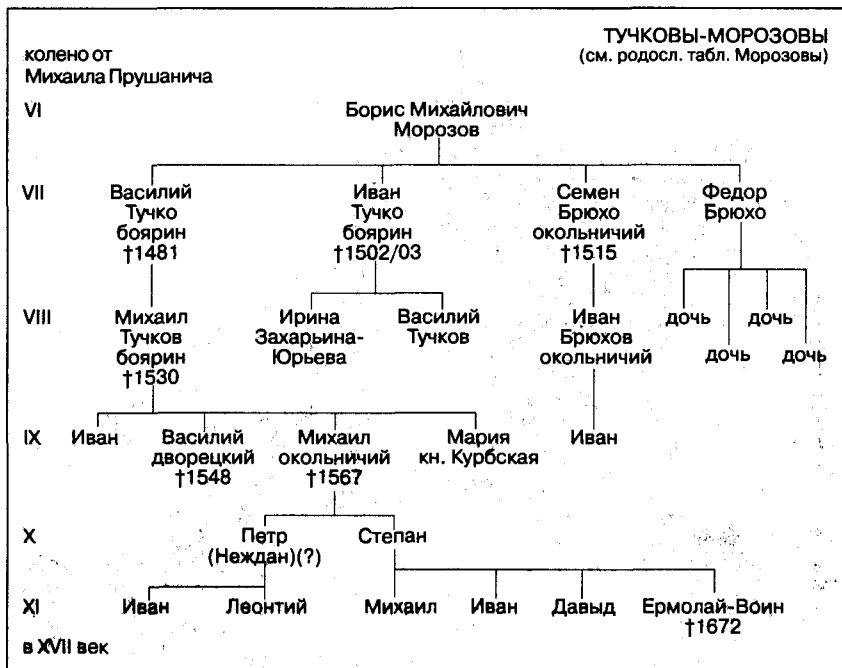 ТУЧКОВЫ-МОРОЗОВЫ
(см. родосл. табл. Морозовы)
колено от
Михаила Прушанича
VI Борис Михайлович
Морозов
VII Василий Иван Семен Федор
Тучко Тучко Брюхо Брюхо
боярин боярин окольничий
†1481 †1502/03 †1515
VIII Михаил Ирина Василий Иван дочь дочь
Тучков Захарьина- Тучков Брюхов
боярин Юрьева окольничий дочь дочь
†1530
IX Иван Василий Михаил Мария Иван
дворецкий окольничий кн. Курбская
†1548 †1567
X Петр Степан
(Неждан)(?)
XI Иван Леонтий Михаил Иван Давыд Ермолай-Воин
†1672
в XVII век